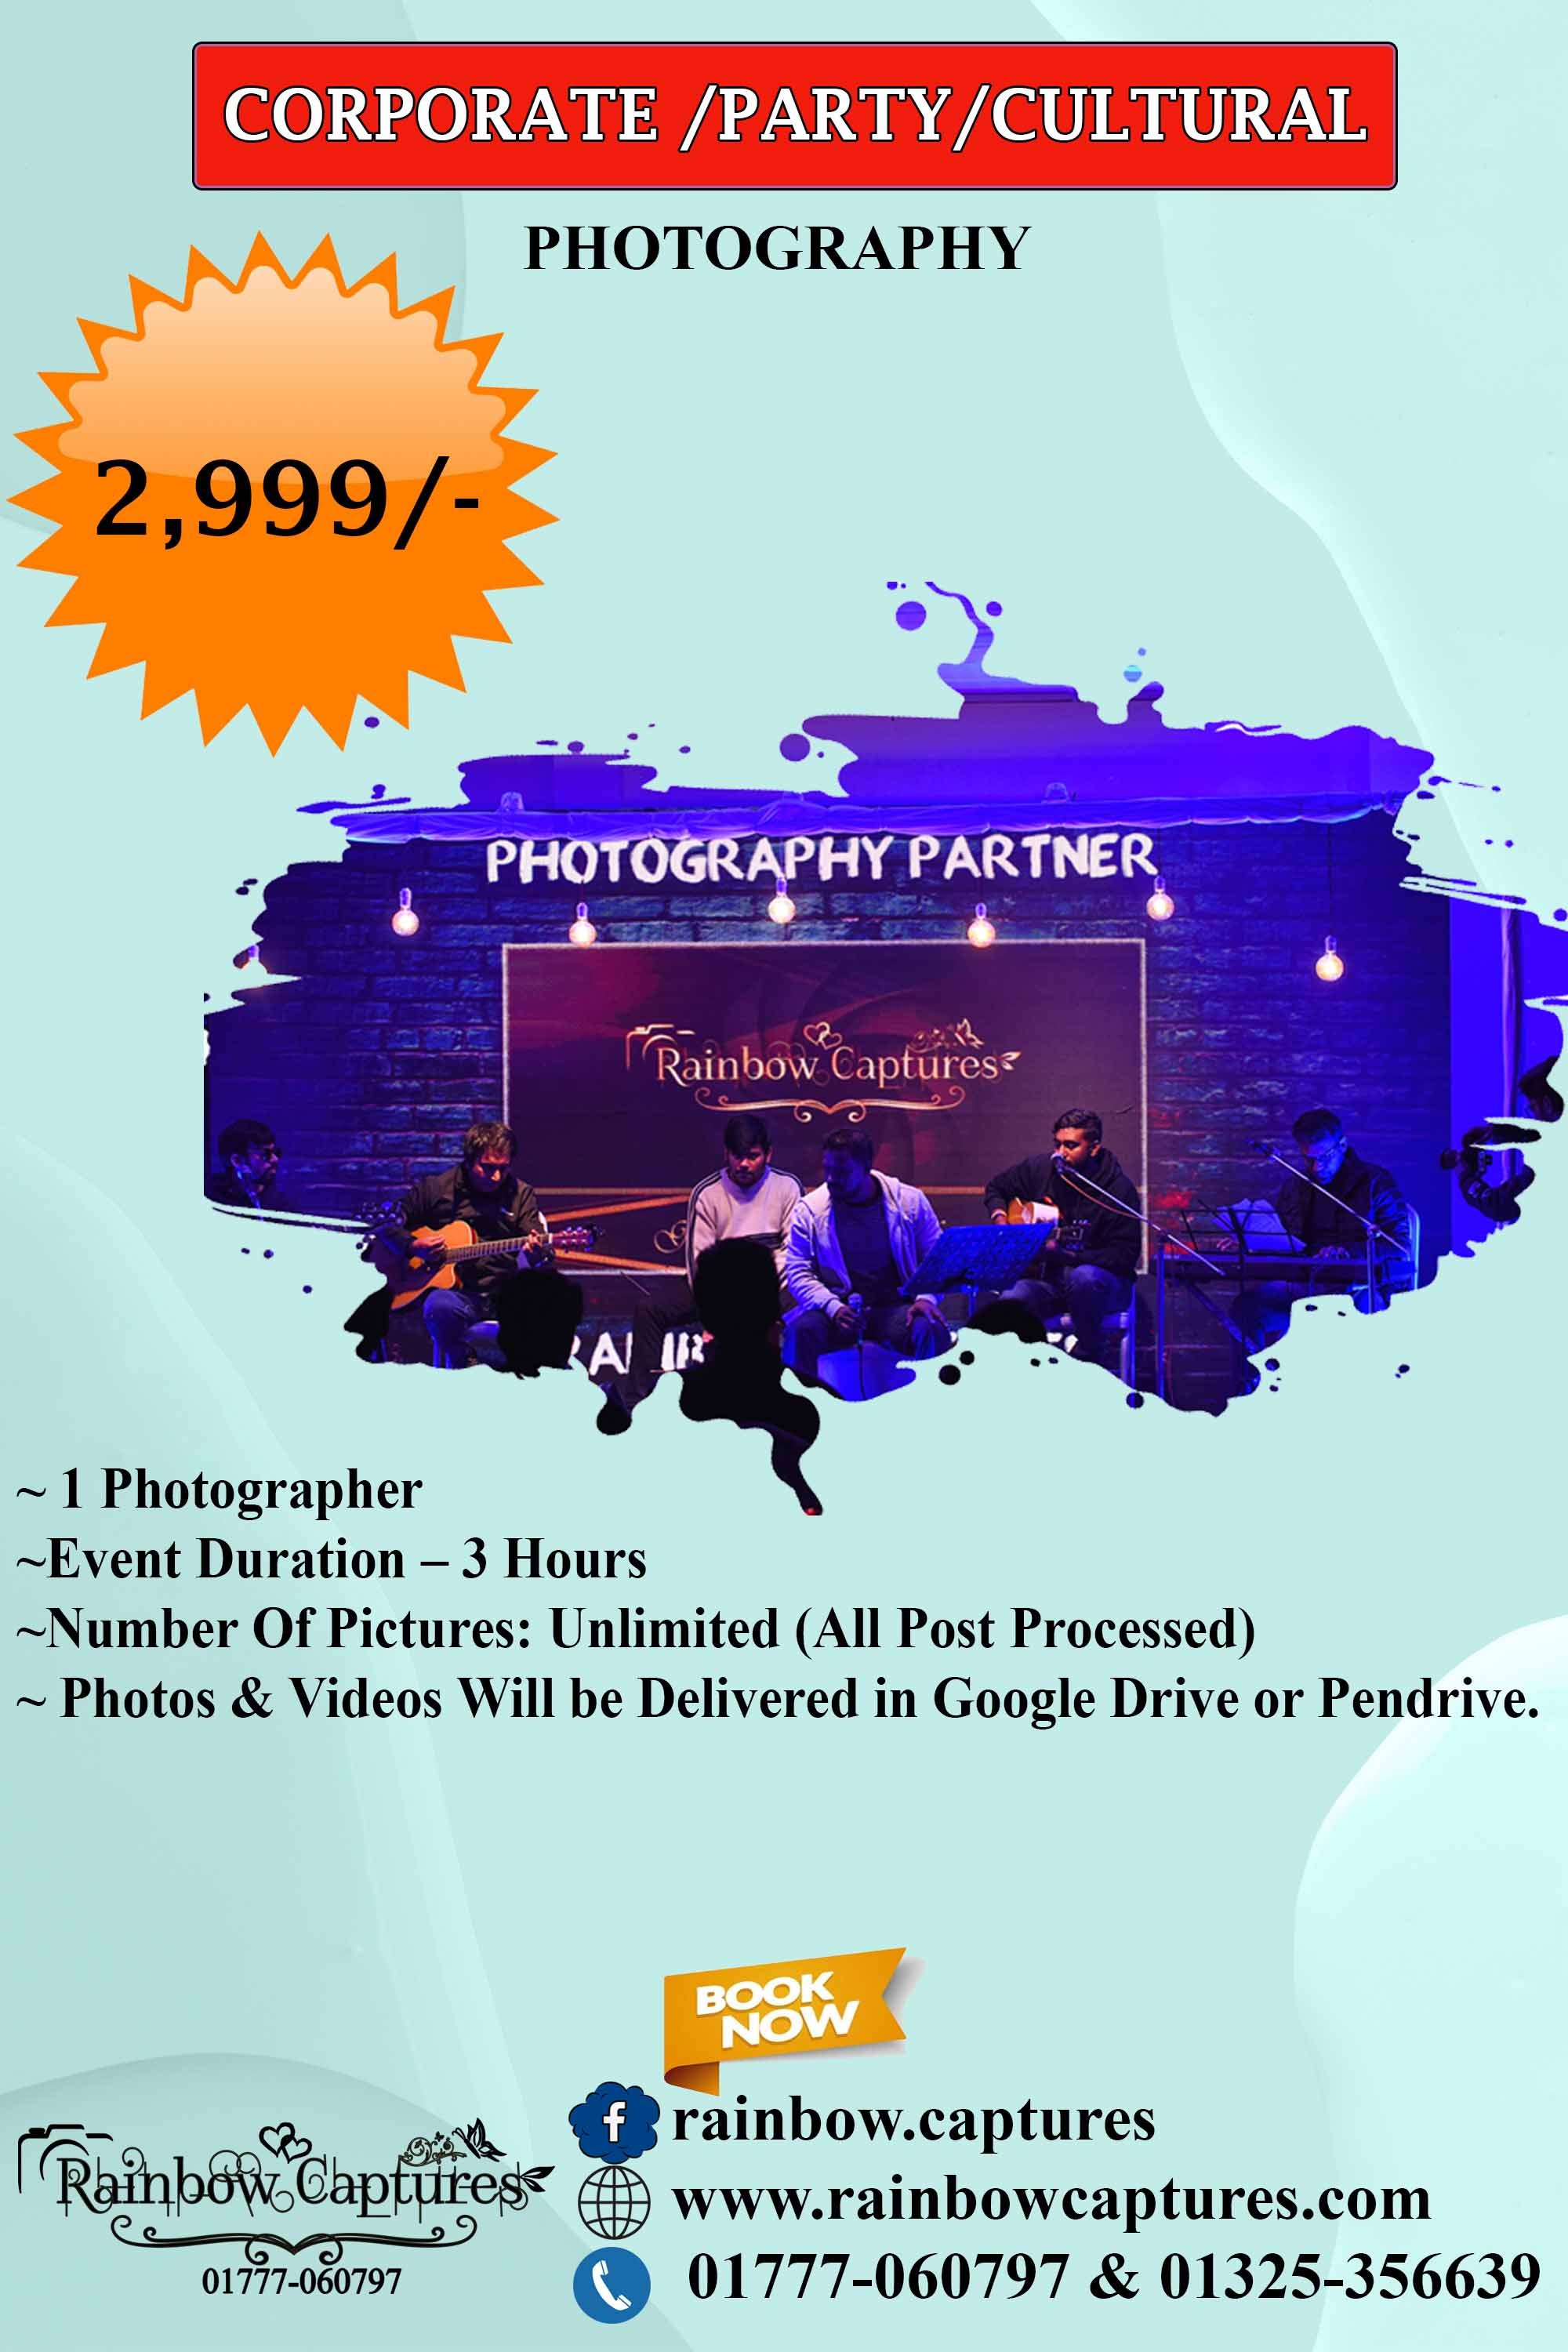 CORPORATE /PARTY/CULTURAL
PHOTOGRAPHY
2,999/-
PHOTOGRAPHY PARTNER
Rainbow Captures
~ 1 Photographer
~Event Duration – 3 Hours
~Number Of Pictures: Unlimited (All Post Processed)
~ Photos & Videos Will be Delivered in Google Drive or Pendrive.
BOOK
NOW
f rainbow.captures
www.rainbowcaptures.com
01777-060797 & 01325-356639
Rainbow Captures
01777-060797